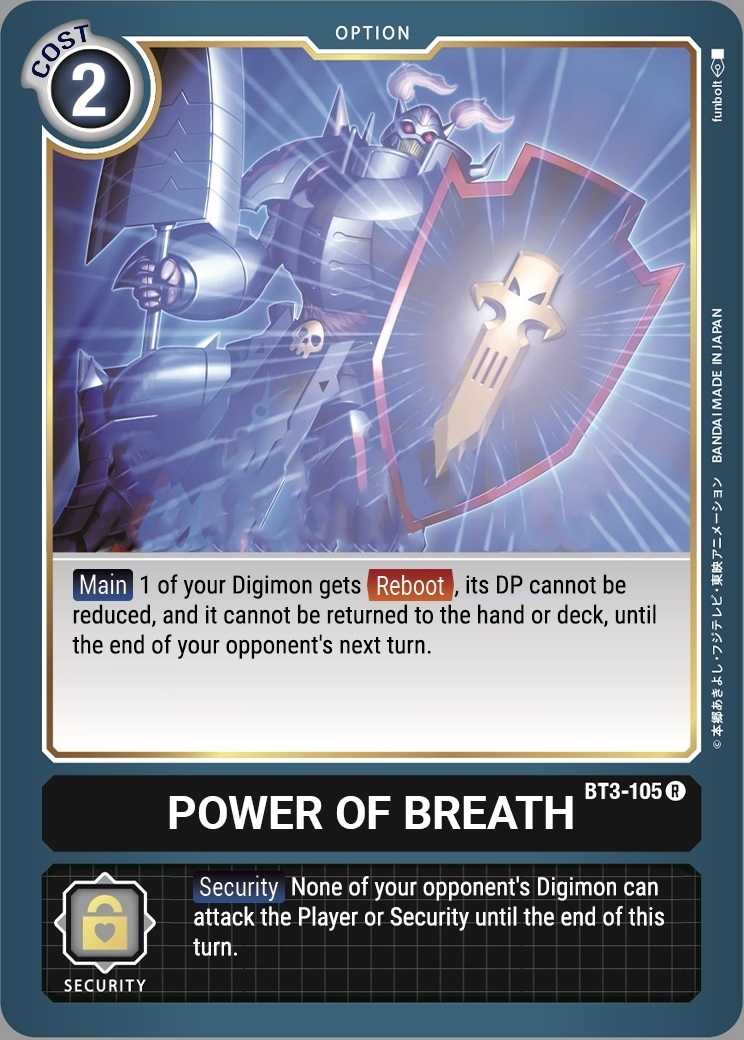 COST
2
OPTION
funbolt
Main 1 of your Digimon gets Reboot, its DP cannot be
reduced, and it cannot be returned to the hand or deck, until
the end of your opponent's next turn.
© 本郷あきよし・フジテレビ・東映アニメーション BANDAI MADE IN JAPAN
BT3-105 R
POWER OF BREATH
Security None of your opponent's Digimon can
attack the Player or Security until the end of this
turn.
SECURITY